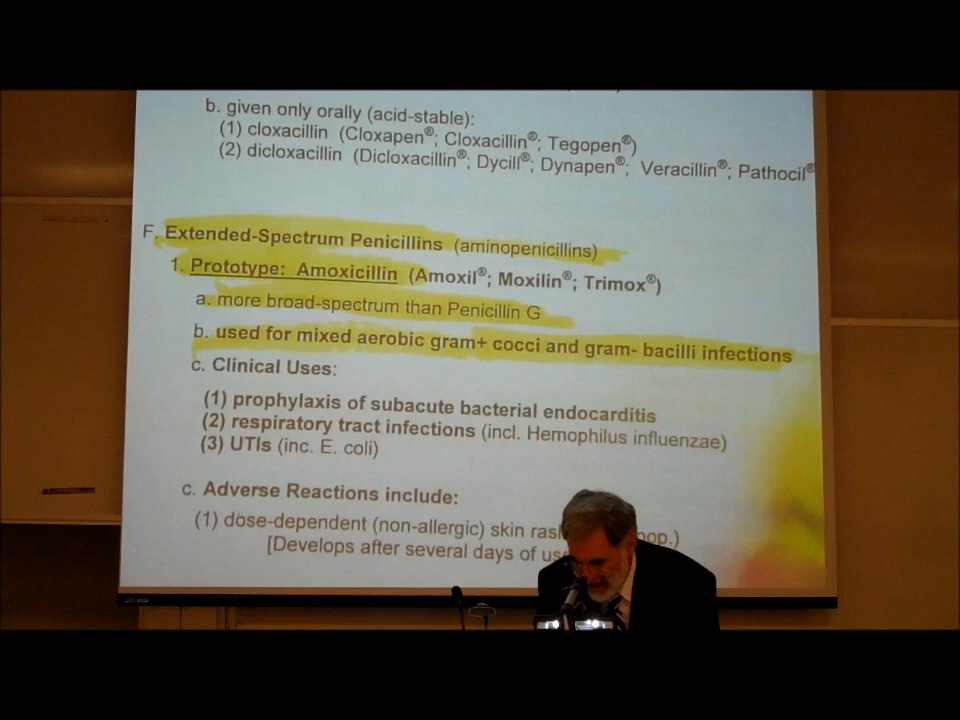 b. given only orally (acid-stable):
(1) cloxacillin (Cloxapen®; Cloxacillin®; Tegopen®)
(2) dicloxacillin (Dicloxacillin®; Dycill®; Dynapen®; Veracillin®; Pathocil®
F. Extended-Spectrum Penicillins (aminopenicillins)
1. Prototype: Amoxicillin (Amoxil®; Moxilin®; Trimox®)
a. more broad-spectrum than Penicillin G
b. used for mixed aerobic gram+ cocci and gram- bacilli infections
c. Clinical Uses:
(1) prophylaxis of subacute bacterial endocarditis
(2) respiratory tract infections (incl. Hemophilus influenzae)
(3) UTIs (inc. E. coli)
c. Adverse Reactions include:
(1) dose-dependent (non-allergic) skin pop.)
[Develops after several days of